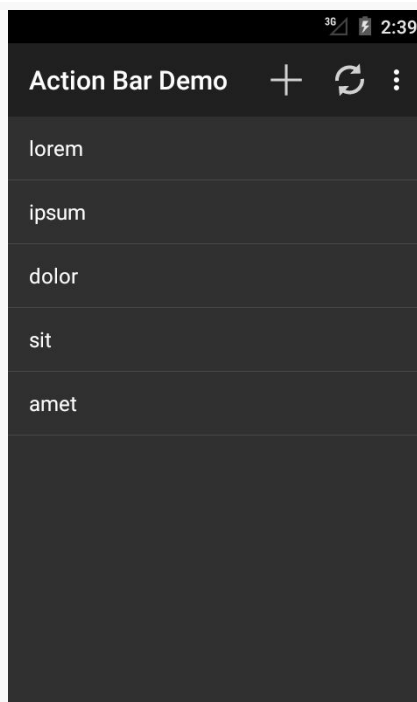 3G 2:39
Action Bar Demo
lorem
ipsum
dolor
sit
amet